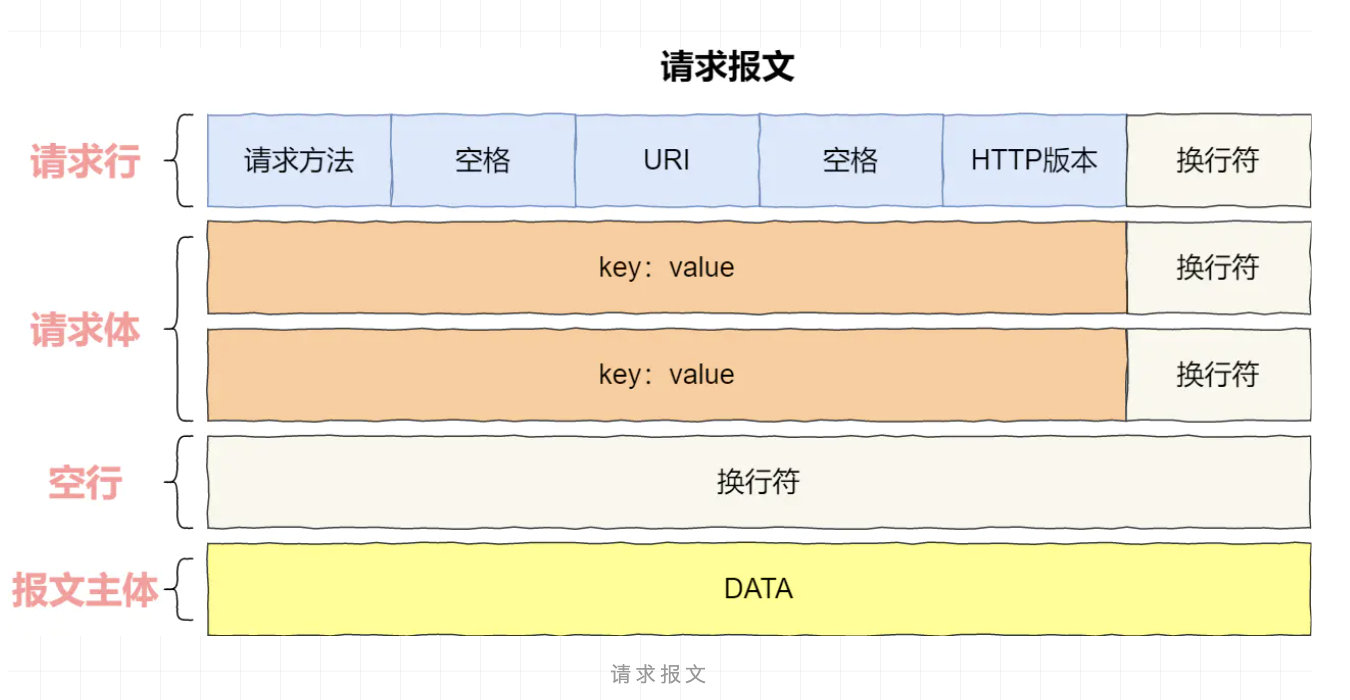 请求报文
请求行
请求方法 空格 URI 空格 HTTP版本 换行符
key：value 换行符
请求体
key：value 换行符
空行
换行符
报文主体
DATA
请求报文